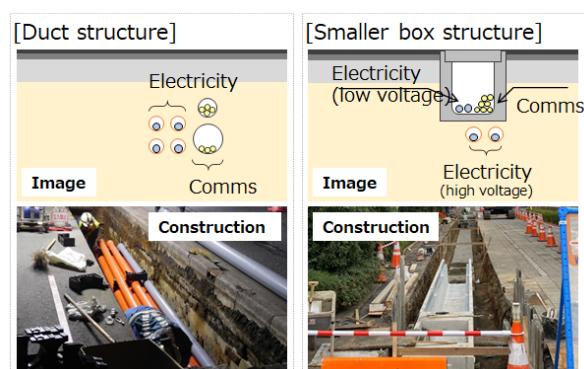 [Duct structure]
Electricity
Comms
Image
Construction
[Smaller box structure]
Electricity
(low voltage)
Comms
Electricity
(high voltage)
Image
Construction